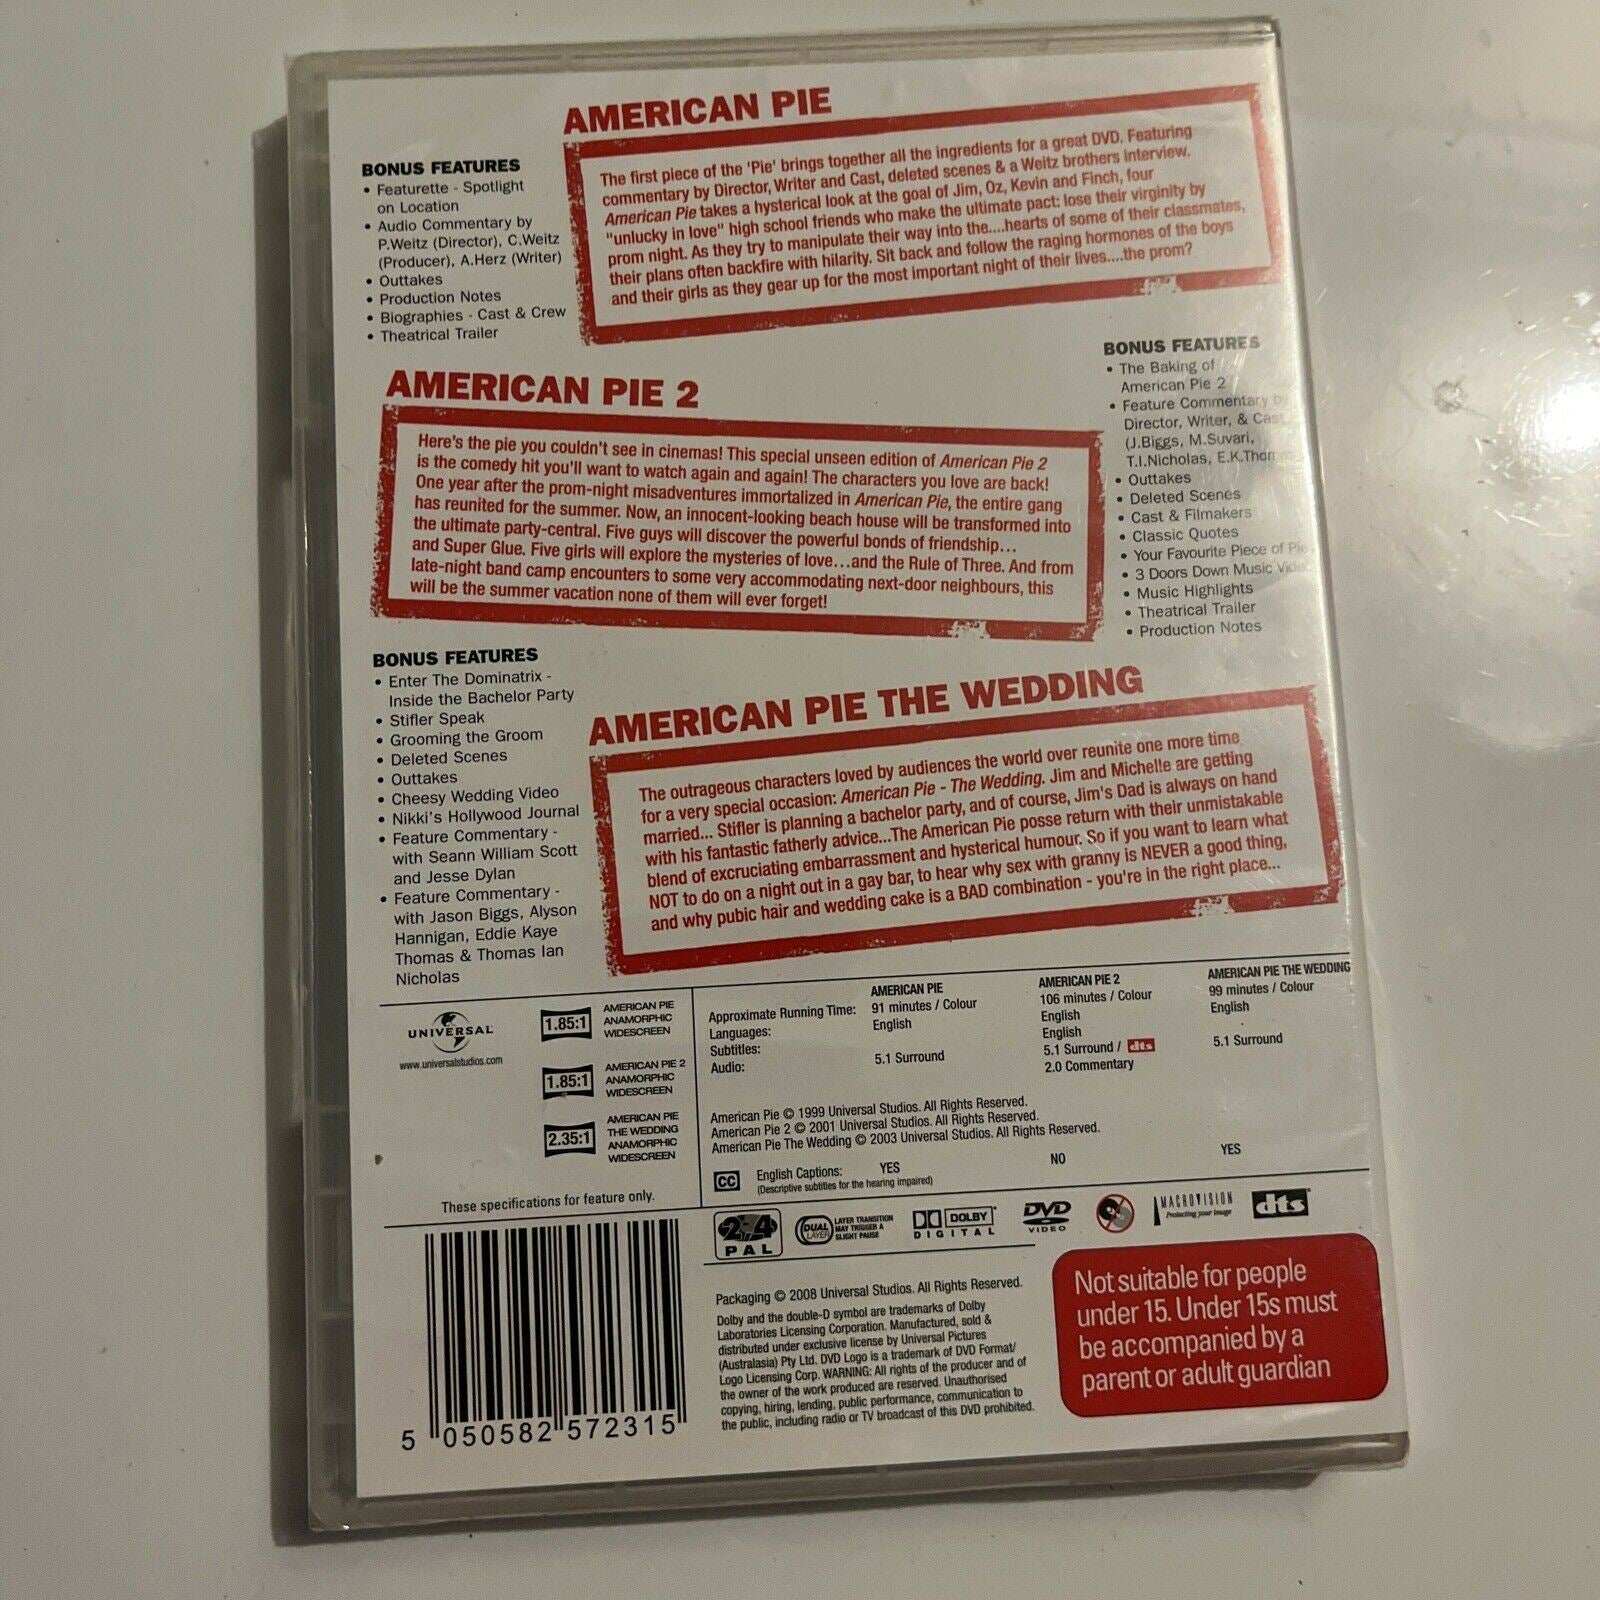 AMERICAN PIE
The first piece of the 'Pie' brings together all the ingredients for a great DVD. Featuring
commentary by Director, Writer and Cast, deleted scenes & a Weitz brothers interview.
American Pie takes a hysterical look at the goal of Jim, Oz, Kevin and Finch, four
"unlucky in love" high school friends who make the ultimate pact: lose their virginity by
prom night. As they try to manipulate their way into the....hearts of some of their classmates,
their plans often backfire with hilarity. Sit back and follow the raging hormones of the boys
and their girls as they gear up for the most important night of their lives....the prom?
BONUS FEATURES
• Featurette - Spotlight
on Location
• Audio Commentary by
P.Weitz (Director), C.Weitz
(Producer), A.Herz (Writer)
• Outtakes
• Production Notes
• Biographies - Cast & Crew
• Theatrical Trailer
AMERICAN PIE 2
Here's the pie you couldn't see in cinemas! This special unseen edition of American Pie 2
is the comedy hit you'll want to watch again and again! The characters you love are back!
One year after the prom-night misadventures immortalized in American Pie, the entire gang
has reunited for the summer. Now, an innocent-looking beach house will be transformed into
the ultimate party-central. Five guys will discover the powerful bonds of friendship...
and Super Glue. Five girls will explore the mysteries of love...and the Rule of Three. And from
late-night band camp encounters to some very accommodating next-door neighbours, this
will be the summer vacation none of them will ever forget!
BONUS FEATURES
• The Baking of
American Pie 2
• Feature Commentary by
Director, Writer, & Cast
(J.Biggs, M.Suvari,
T.I.Nicholas, E.K.Thomas)
• Outtakes
• Deleted Scenes
• Cast & Filmakers
• Classic Quotes
• Your Favourite Piece of Pie
• 3 Doors Down Music Video
• Music Highlights
• Theatrical Trailer
• Production Notes
BONUS FEATURES
• Enter The Dominatrix -
Inside the Bachelor Party
• Stifler Speak
• Grooming the Groom
• Deleted Scenes
• Outtakes
• Cheesy Wedding Video
• Nikki's Hollywood Journal
• Feature Commentary -
with Seann William Scott
and Jesse Dylan
• Feature Commentary -
with Jason Biggs, Alyson
Hannigan, Eddie Kaye
Thomas & Thomas Ian
Nicholas
AMERICAN PIE THE WEDDING
The outrageous characters loved by audiences the world over reunite one more time
for a very special occasion: American Pie - The Wedding. Jim and Michelle are getting
married... Stifler is planning a bachelor party, and of course, Jim's Dad is always on hand
with his fantastic fatherly advice...The American Pie posse return with their unmistakable
blend of excruciating embarrassment and hysterical humour. So if you want to learn what
NOT to do on a night out in a gay bar, to hear why sex with granny is NEVER a good thing,
and why pubic hair and wedding cake is a BAD combination - you're in the right place...
UNIVERSAL
www.universalstudios.com
1.85:1 AMERICAN PIE
ANAMORPHIC
WIDESCREEN
1.85:1 AMERICAN PIE 2
ANAMORPHIC
WIDESCREEN
2.35:1 AMERICAN PIE
THE WEDDING
ANAMORPHIC
WIDESCREEN
These specifications for feature only.
AMERICAN PIE AMERICAN PIE 2 AMERICAN PIE THE WEDDING
Approximate Running Time: 91 minutes / Colour 106 minutes / Colour 99 minutes / Colour
Languages: English English English
Subtitles: English
Audio: 5.1 Surround 5.1 Surround / dts 5.1 Surround
2.0 Commentary
American Pie © 1999 Universal Studios. All Rights Reserved.
American Pie 2 © 2001 Universal Studios. All Rights Reserved.
American Pie The Wedding © 2003 Universal Studios. All Rights Reserved.
CC English Captions: YES NO YES
(Descriptive subtitles for the hearing impaired)
2 4 PAL
DUAL LAYER LAYER TRANSITION
MAY TRIGGER A
SLIGHT PAUSE
DOLBY DIGITAL
DVD VIDEO
MACROVISION
Protecting your image
dts
Packaging © 2008 Universal Studios. All Rights Reserved.
Dolby and the double-D symbol are trademarks of Dolby
Laboratories Licensing Corporation. Manufactured, sold &
distributed under exclusive license by Universal Pictures
(Australasia) Pty Ltd. DVD Logo is a trademark of DVD Format/
Logo Licensing Corp. WARNING: All rights of the producer and of
the owner of the work produced are reserved. Unauthorised
copying, hiring, lending, public performance, communication to
the public, including radio or TV broadcast of this DVD prohibited.
Not suitable for people
under 15. Under 15s must
be accompanied by a
parent or adult guardian
5 050582 572315